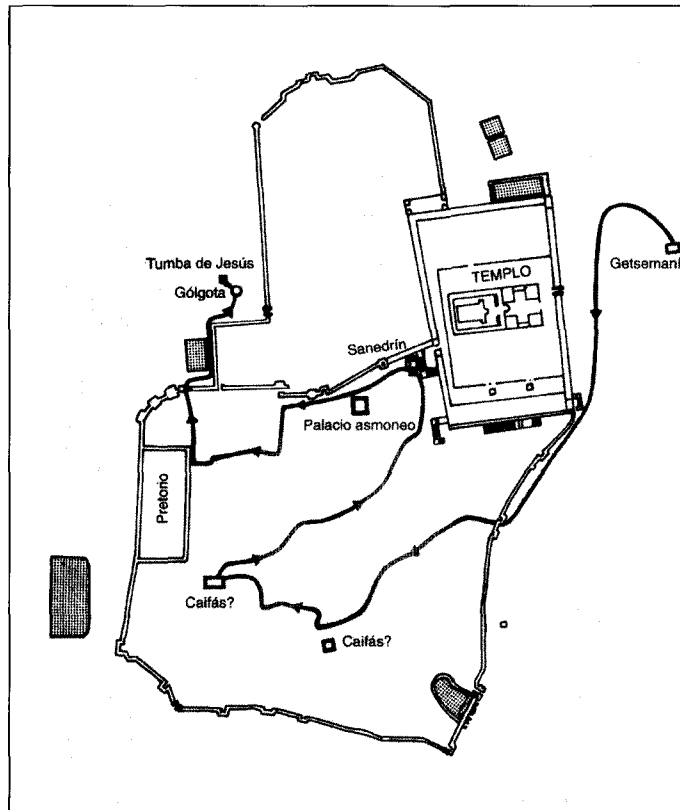 Tumba de Jesús
Gólgota
TEMPLO
Getsemaní
Sanedrín
Palacio asmoneo
Pretorio
Caifás?
Caifás?